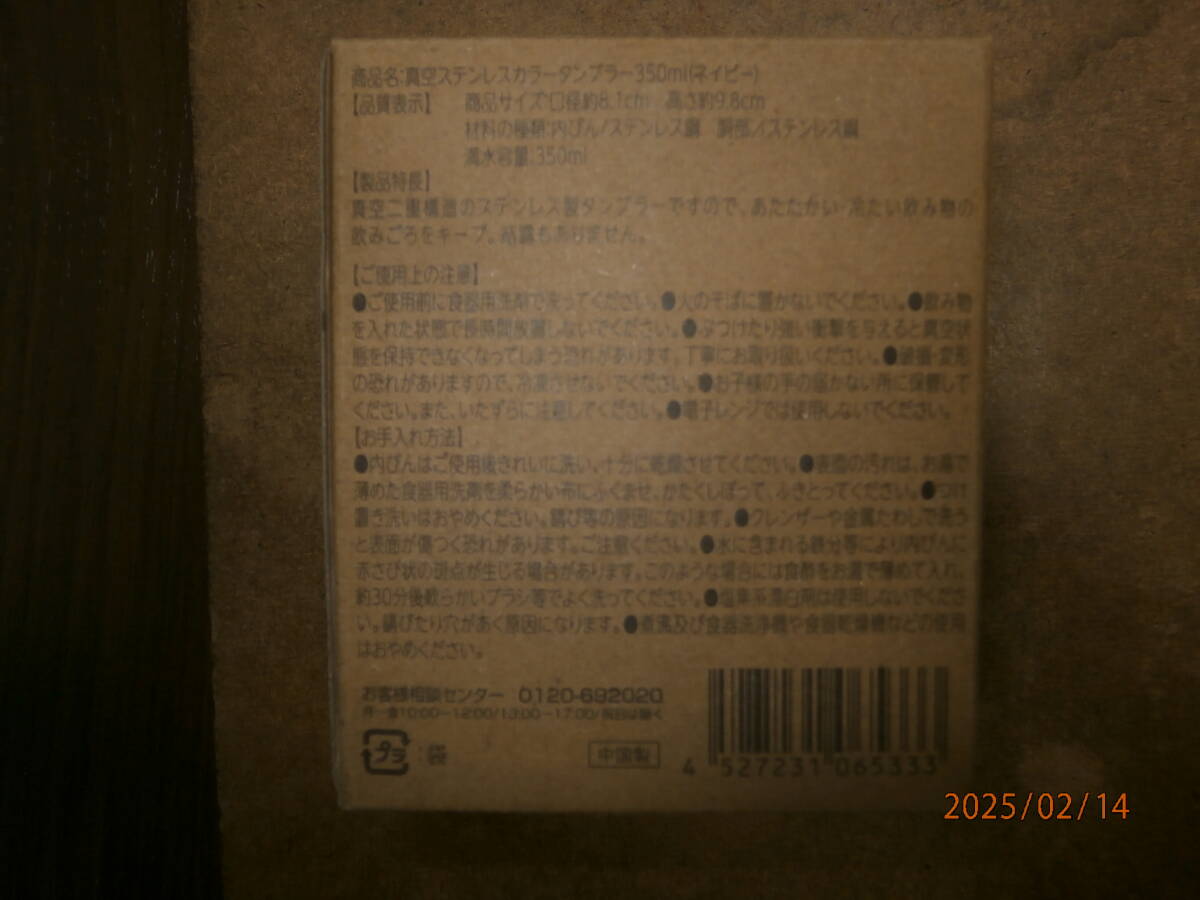 商品名:真空ステンレスカラータンブラー350ml(ネイビー)
【品質表示】 商品サイズ:口径約8.1cm 高さ約9.8cm
材料の種類:内びん/ステンレス鋼 胴部/ステンレス鋼
満水容量:350ml
【製品特長】
真空二重構造のステンレス製タンブラーですので、あたたかい・冷たい飲み物の
飲みごろをキープ。結露もありません。
【ご使用上の注意】
●ご使用前に食器用洗剤で洗ってください。●火のそばに置かないでください。●飲み物
を入れた状態で長時間放置しないでください。●ぶつけたり強い衝撃を与えると真空状
態を保持できなくなってしまう恐れがあります。丁寧にお取り扱いください。●破損・変形
の恐れがありますので、冷凍させないでください。●お子様の手の届かない所に保管して
ください。また、いたずらに注意してください。●電子レンジでは使用しないでください。
【お手入れ方法】
●内びんはご使用後きれいに洗い、十分に乾燥させてください。●表面の汚れは、お湯で
薄めた食器用洗剤を柔らかい布にふくませ、かたくしぼって、ふきとってください。●つけ
置き洗いはおやめください。錆び等の原因になります。●クレンザーや金属たわしで洗う
と表面が傷つく恐れがあります。ご注意ください。●水に含まれる鉄分等により内びんに
赤さび状の斑点が生じる場合があります。このような場合には食酢をお湯で薄めて入れ、
約30分後軟らかいブラシ等でよく洗ってください。●塩素系漂白剤は使用しないでくださ
い。錆びたり穴があく原因になります。●煮沸及び食器洗浄機や食器乾燥機などの使用
はおやめください。
お客様相談センター:0120-692020
月～金10:00～12:00/13:00～17:00/祝日は除く
プラ :袋 中国製
4 527231 065333
2025/02/14